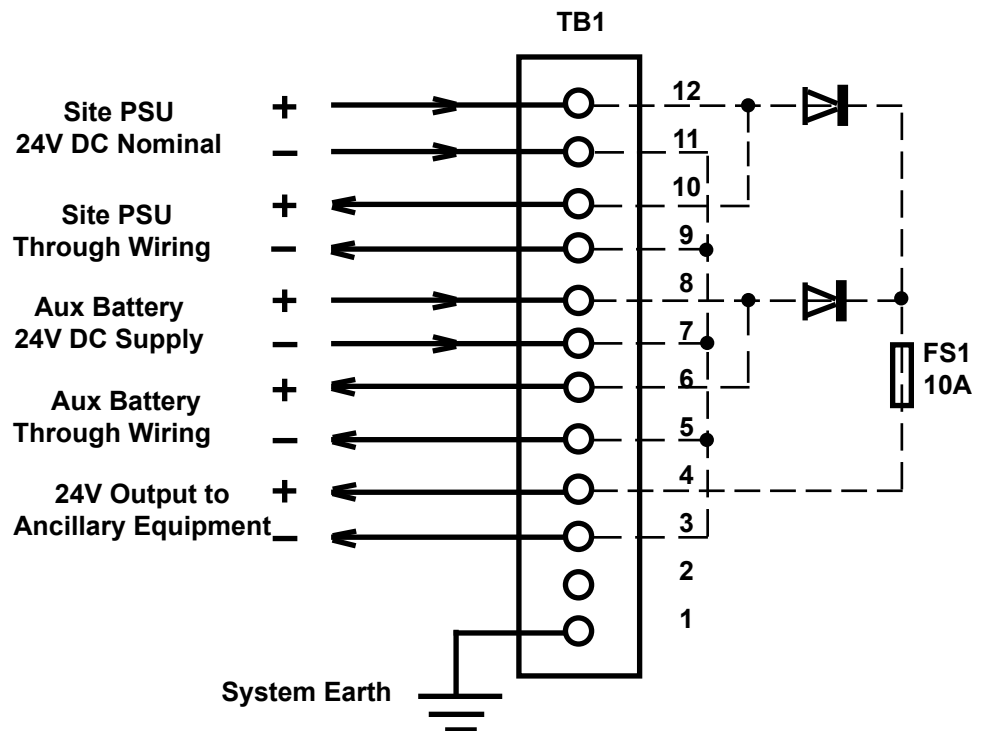 TB1
Site PSU
24V DC Nominal
+
−
Site PSU
Through Wiring
+
−
Aux Battery
24V DC Supply
+
−
Aux Battery
Through Wiring
+
−
24V Output to
Ancillary Equipment
+
−
12
11
10
9
8
7
6
5
4
3
2
1
FS1
10A
System Earth